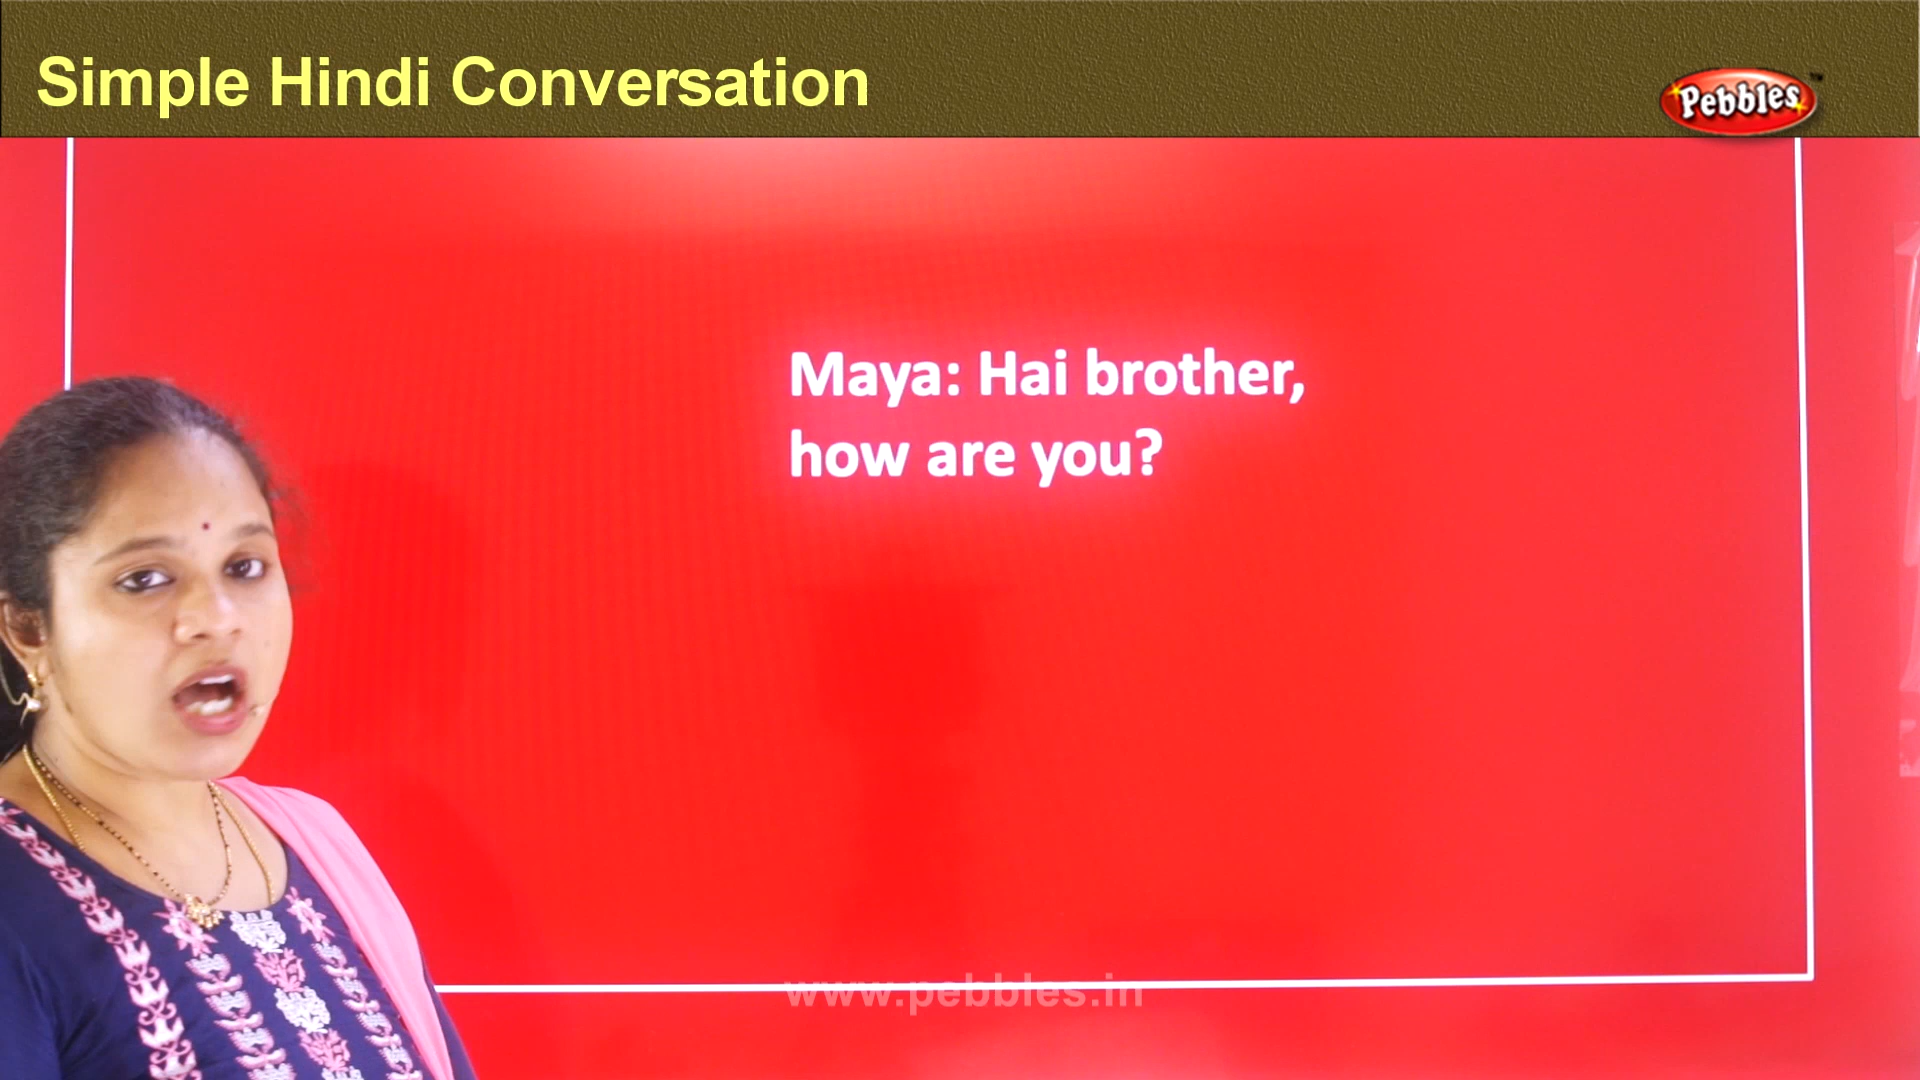 Simple Hindi Conversation
Pebbles
Maya: Hai brother,
how are you?
www.pebbles.in